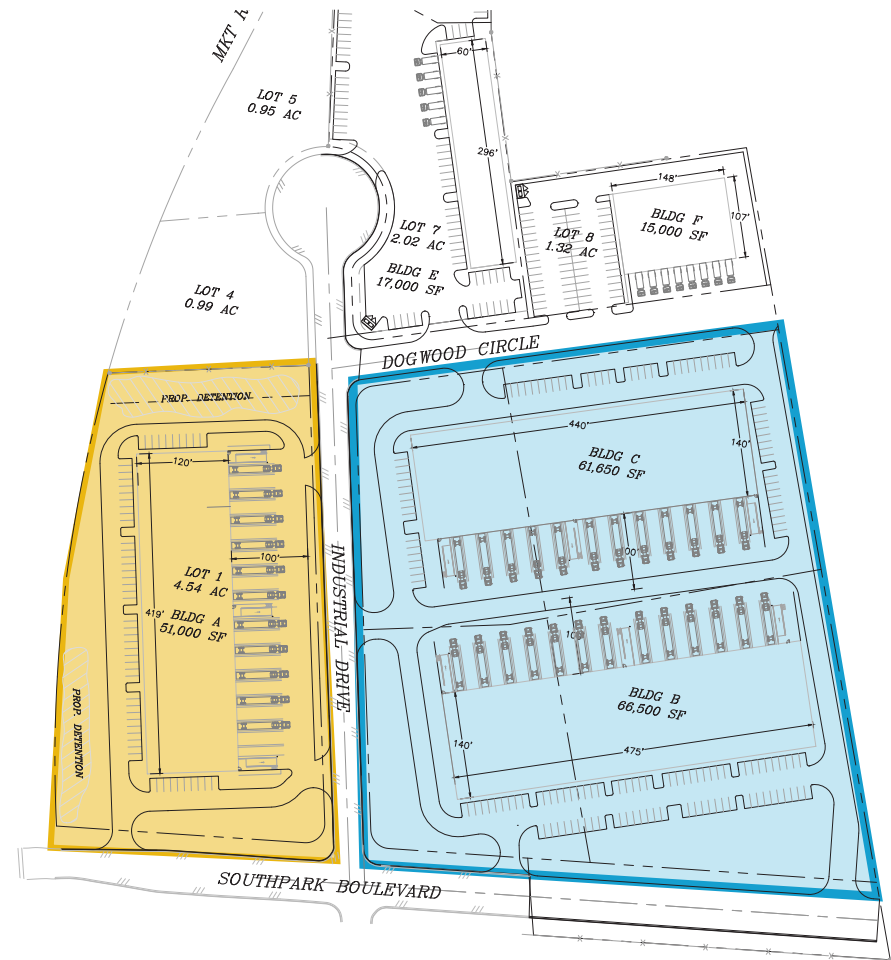 MKT R
LOT 5
0.95 AC
60'
296'
LOT 7
2.02 AC
BLDG E
17,000 SF
LOT 8
1.32 AC
148'
107'
BLDG F
15,000 SF
LOT 4
0.99 AC
DOGWOOD CIRCLE
PROP. DETENTION
120'
100'
LOT 1
4.54 AC
419'
BLDG A
51,000 SF
PROP. DETENTION
INDUSTRIAL DRIVE
440'
140'
BLDG C
61,650 SF
BLDG B
66,500 SF
140'
475'
SOUTHPARK BOULEVARD